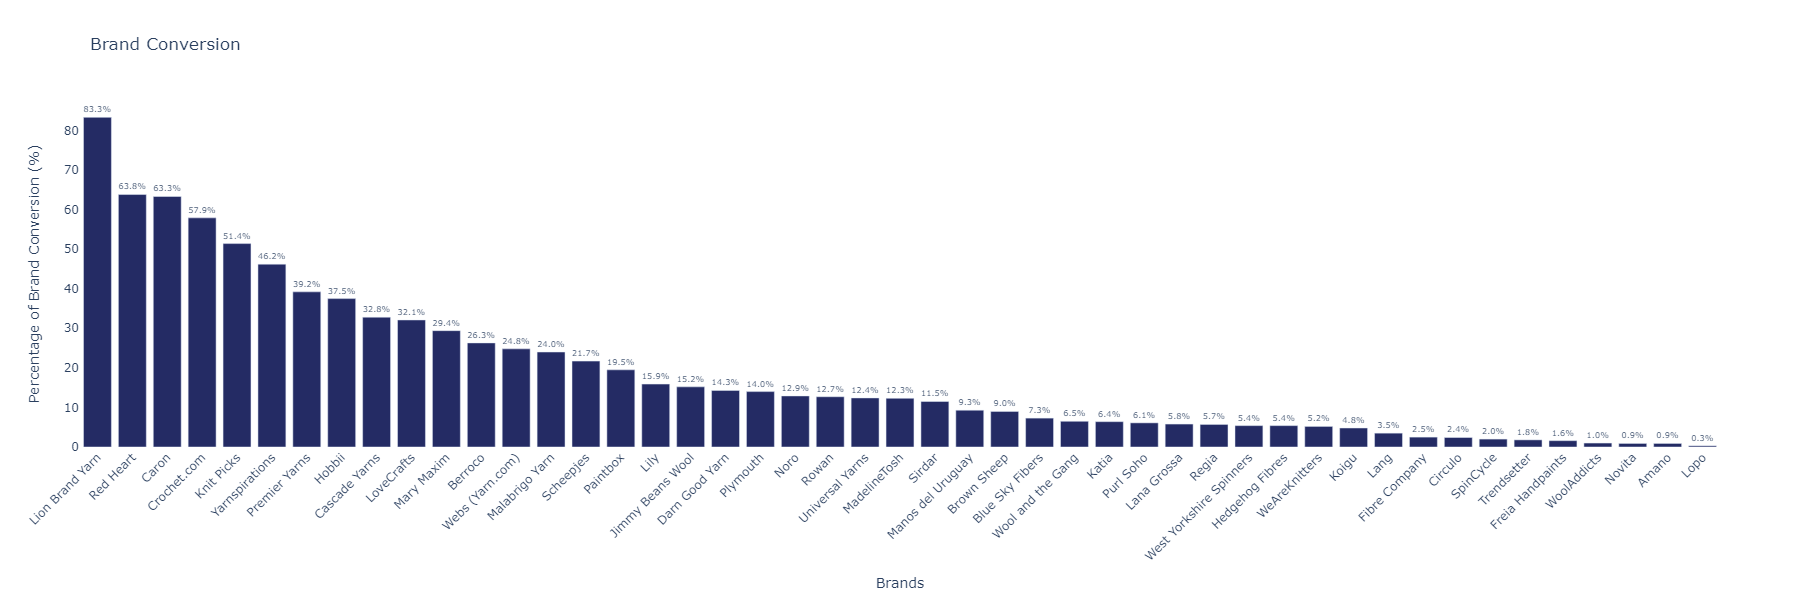 Brand Conversion
Percentage of Brand Conversion (%)
80
70
60
50
40
30
20
10
0
83.3%
63.8%
63.3%
57.9%
51.4%
46.2%
39.2%
37.5%
32.8%
32.1%
29.4%
26.3%
24.8%
24.0%
21.7%
19.5%
15.9%
15.2%
14.3%
14.0%
12.9%
12.7%
12.4%
12.3%
11.5%
9.3%
9.0%
7.3%
6.5%
6.4%
6.1%
5.8%
5.7%
5.4%
5.4%
5.2%
4.8%
3.5%
2.5%
2.4%
2.0%
1.8%
1.6%
1.0%
0.9%
0.9%
0.3%
Lion Brand Yarn
Red Heart
Caron
Crochet.com
Knit Picks
Yarnspirations
Premier Yarns
Hobbii
Cascade Yarns
LoveCrafts
Mary Maxim
Berroco
Webs (Yarn.com)
Malabrigo Yarn
Scheepjes
Paintbox
Lily
Jimmy Beans Wool
Darn Good Yarn
Plymouth
Noro
Rowan
Universal Yarns
MadelineTosh
Sirdar
Manos del Uruguay
Brown Sheep
Blue Sky Fibers
Wool and the Gang
Katia
Purl Soho
Lana Grossa
Regia
West Yorkshire Spinners
Hedgehog Fibres
WeAreKnitters
Koigu
Lang
Fibre Company
Circulo
SpinCycle
Trendsetter
Freia Handpaints
WoolAddicts
Novita
Amano
Lopo
Brands